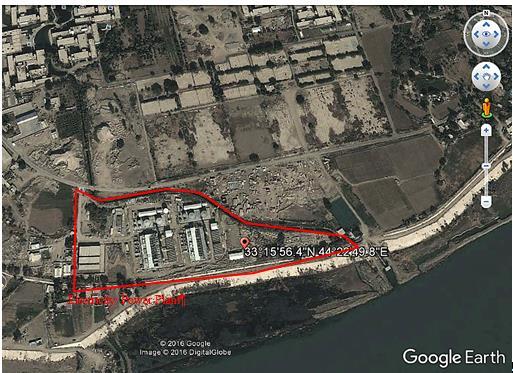 N
33°15'56.4"N 44°22'49.8"E
Electricity Power Plant
© 2016 Google
Image © 2016 DigitalGlobe
Google Earth